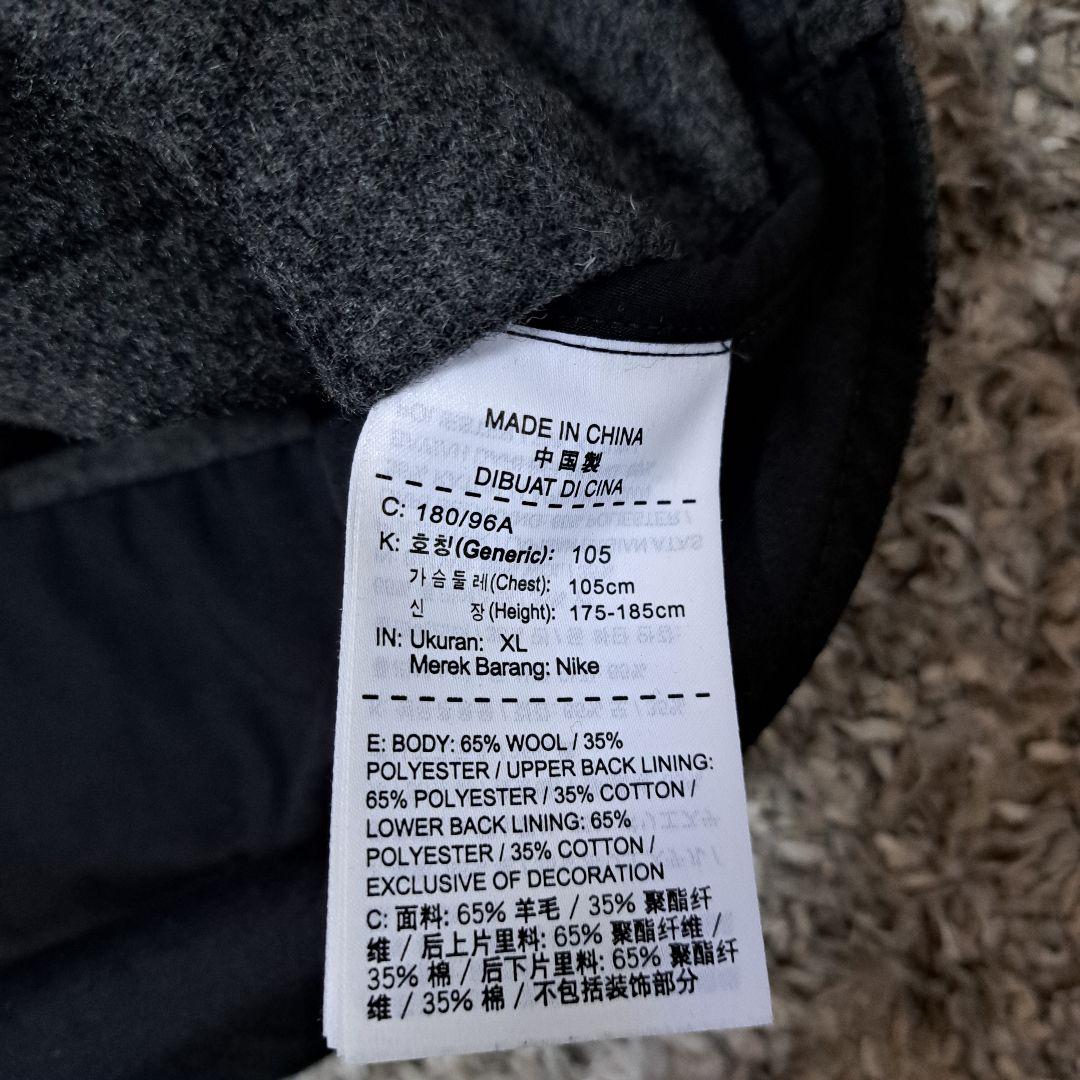 MADE IN CHINA
中国製
DIBUAT DI CINA
C: 180/96A
K: 호칭(Generic): 105
가슴둘레(Chest): 105cm
신 장(Height): 175-185cm
IN: Ukuran: XL
Merek Barang: Nike
E: BODY: 65% WOOL / 35%
POLYESTER / UPPER BACK LINING:
65% POLYESTER / 35% COTTON /
LOWER BACK LINING: 65%
POLYESTER / 35% COTTON /
EXCLUSIVE OF DECORATION
C: 面料: 65% 羊毛 / 35% 聚酯纤
维 / 后上片里料: 65% 聚酯纤维 /
35% 棉 / 后下片里料: 65% 聚酯纤
维 / 35% 棉 / 不包括装饰部分